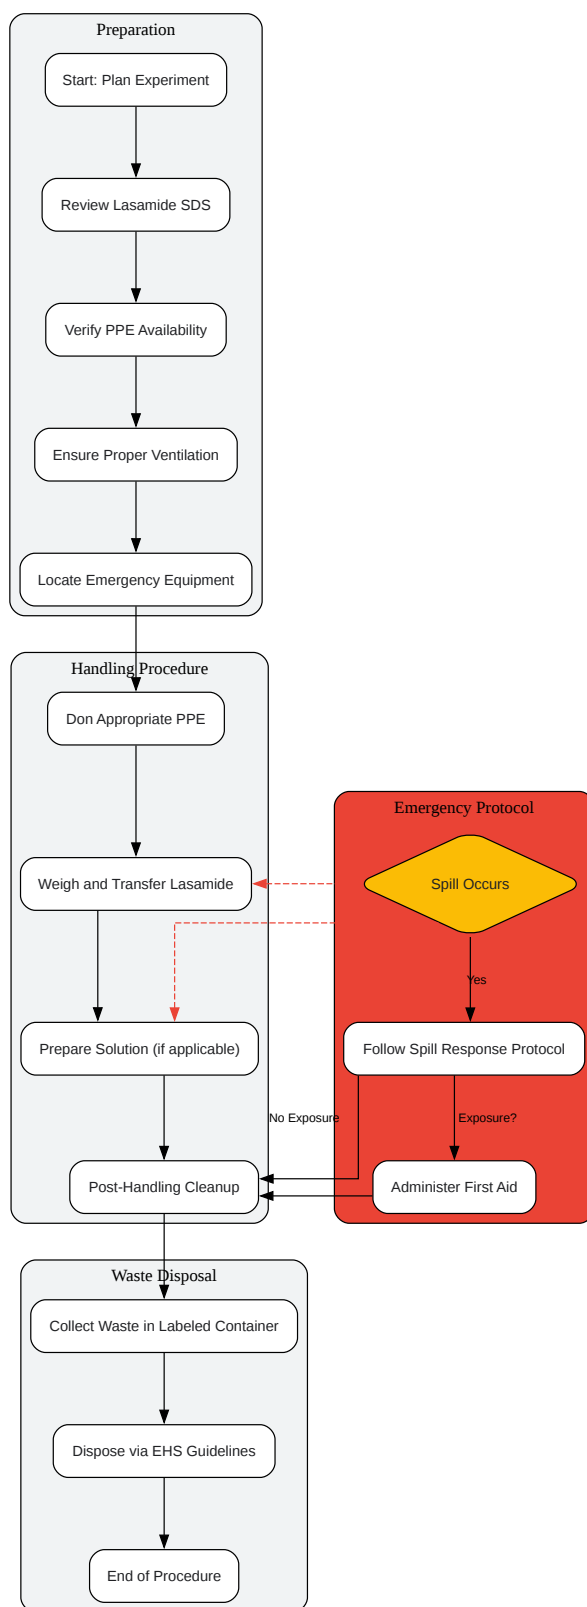 Preparation
Start: Plan Experiment
Review Lasamide SDS
Verify PPE Availability
Ensure Proper Ventilation
Locate Emergency Equipment
Handling Procedure
Don Appropriate PPE
Weigh and Transfer Lasamide
Prepare Solution (if applicable)
Post-Handling Cleanup
Emergency Protocol
Spill Occurs
Yes
Follow Spill Response Protocol
No Exposure
Exposure?
Administer First Aid
Waste Disposal
Collect Waste in Labeled Container
Dispose via EHS Guidelines
End of Procedure